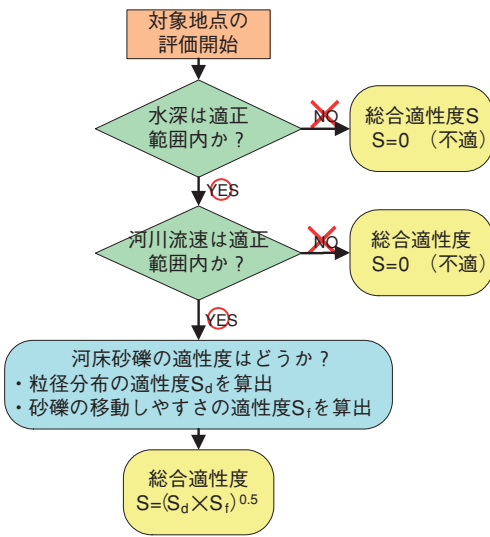 対象地点の
評価開始
水深は適正
範囲内か？
NO
総合適性度S
S=0 （不適）
YES
河川流速は適正
範囲内か？
NO
総合適性度
S=0 （不適）
YES
河床砂礫の適性度はどうか？
・粒径分布の適性度Sdを算出
・砂礫の移動しやすさの適性度Sfを算出
総合適性度
S=(Sd×Sf)0.5